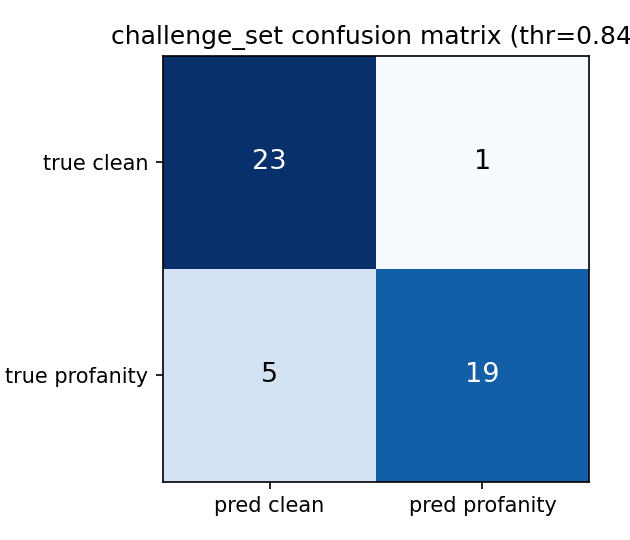 challenge_set confusion matrix (thr=0.84
true clean
23
1
true profanity
5
19
pred clean
pred profanity